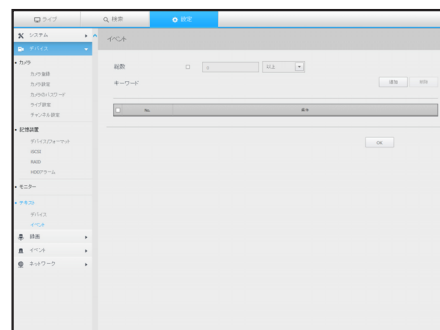 ライブ
検索
設定
システム
デバイス
イベント
カメラ
カメラ登録
カメラ設定
カメラのパスワード
ライブ設定
チャンネル設定
総数
以上
キーワード
追加
削除
No.
条件
OK
記憶装置
デバイス/フォーマット
iSCSI
RAID
HDDアラーム
モニター
テキスト
デバイス
イベント
録画
イベント
ネットワーク